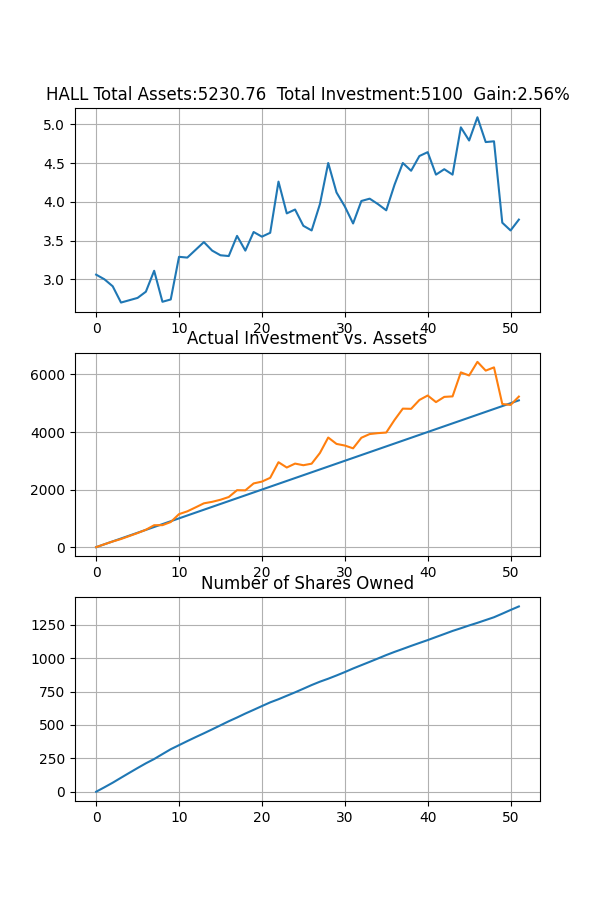 HALL Total Assets:5230.76  Total Investment:5100  Gain:2.56%
5.0
4.5
4.0
3.5
3.0
0 10 20 30 40 50
Actual Investment vs. Assets
6000
4000
2000
0
0 10 20 30 40 50
Number of Shares Owned
1250
1000
750
500
250
0
0 10 20 30 40 50